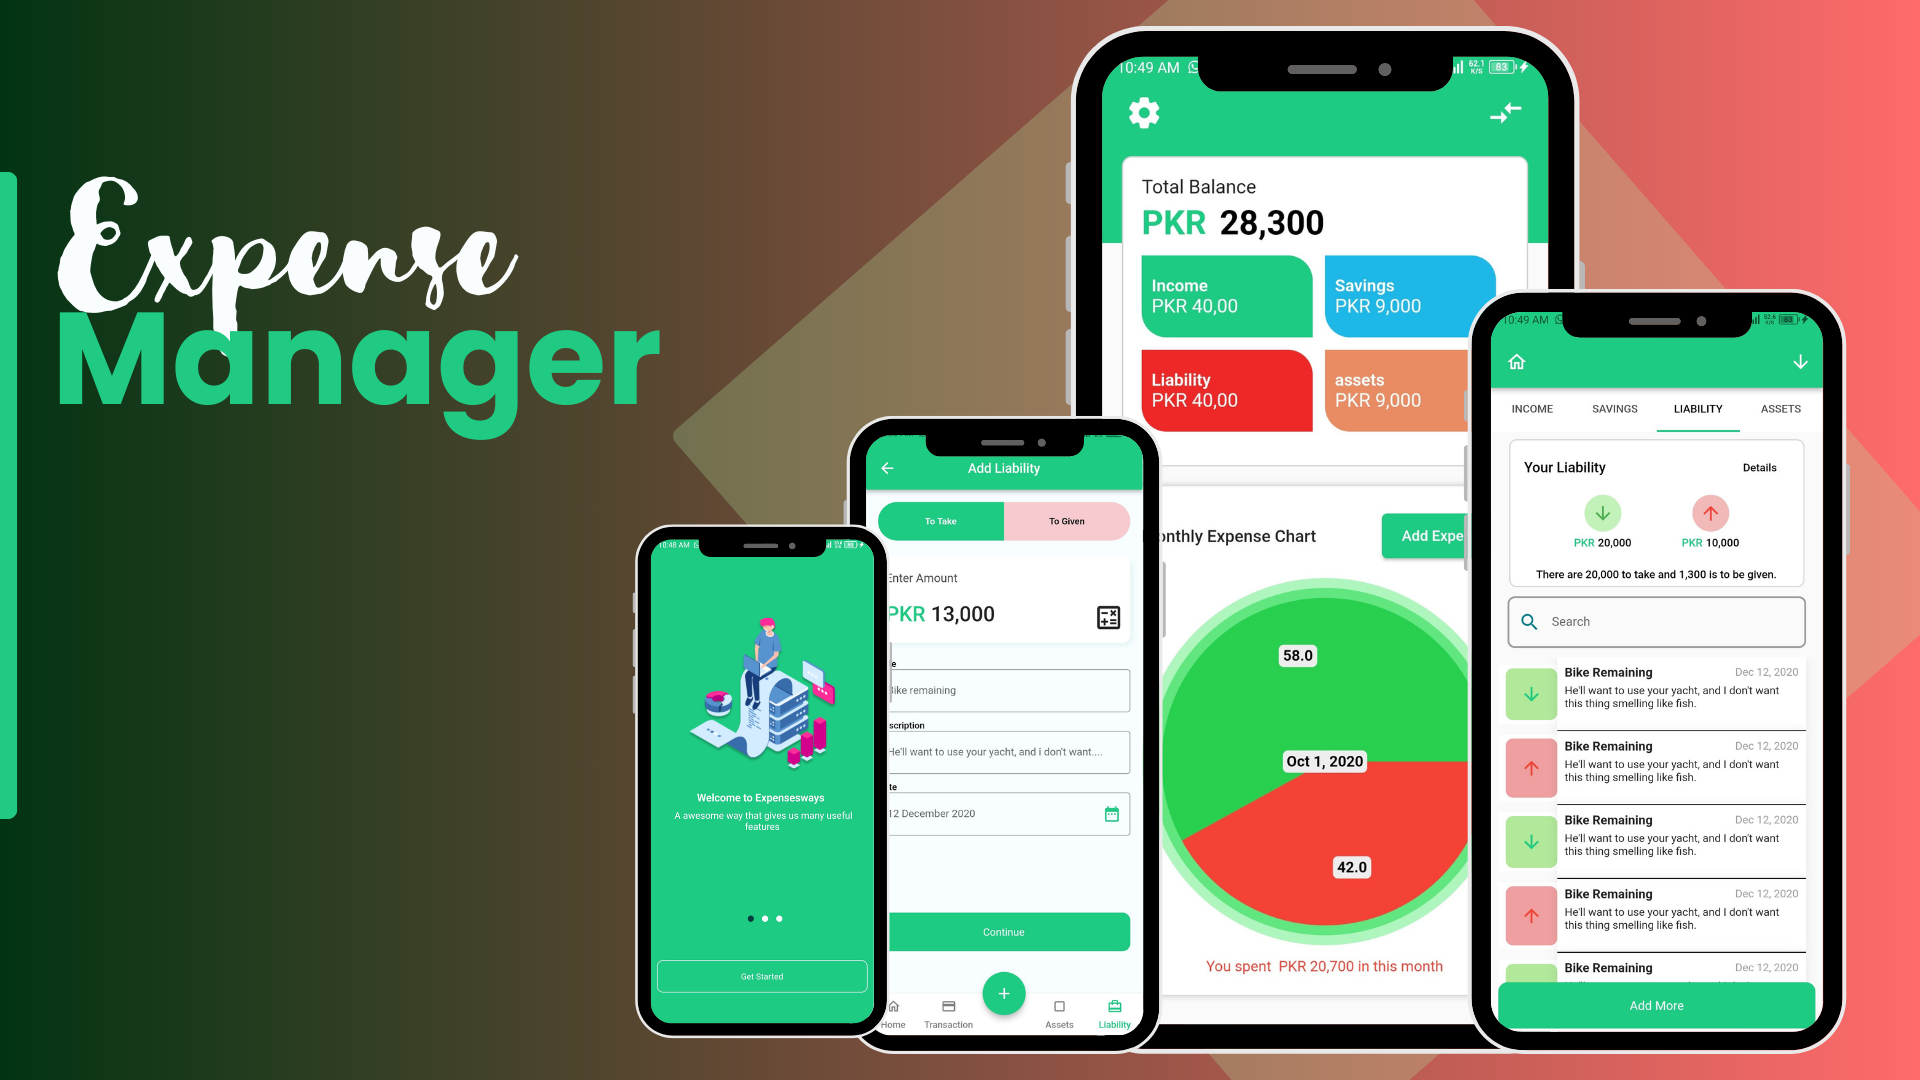 Expense
Manager
10:48 AM
Welcome to Expensesways
A awesome way that gives us many useful
features
Get Started
Add Liability
To Take
To Given
Enter Amount
PKR 13,000
e
Bike remaining
scription
He'll want to use your yacht, and i don't want....
te
12 December 2020
Continue
Home
Transaction
Assets
Liability
10:49 AM
62.1
K/S
83
Total Balance
PKR 28,300
Income
PKR 40,00
Savings
PKR 9,000
Liability
PKR 40,00
assets
PKR 9,000
onthly Expense Chart
Add Expe
58.0
Oct 1, 2020
42.0
You spent PKR 20,700 in this month
10:49 AM
52.6
K/S
83
INCOME
SAVINGS
LIABILITY
ASSETS
Your Liability
Details
PKR 20,000
PKR 10,000
There are 20,000 to take and 1,300 is to be given.
Search
Bike Remaining
Dec 12, 2020
He'll want to use your yacht, and I don't want
this thing smelling like fish.
Bike Remaining
Dec 12, 2020
He'll want to use your yacht, and I don't want
this thing smelling like fish.
Bike Remaining
Dec 12, 2020
He'll want to use your yacht, and I don't want
this thing smelling like fish.
Bike Remaining
Dec 12, 2020
He'll want to use your yacht, and I don't want
this thing smelling like fish.
Bike Remaining
Dec 12, 2020
Add More